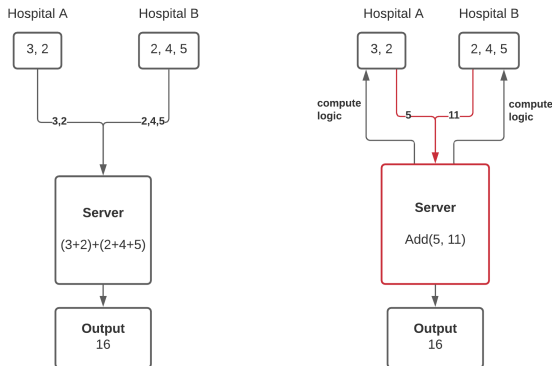 Hospital A
Hospital B
3, 2
2, 4, 5
3,2
2,4,5
Server
(3+2)+(2+4+5)
Output
16
Hospital A
Hospital B
3, 2
2, 4, 5
compute
logic
5
11
compute
logic
Server
Add(5, 11)
Output
16